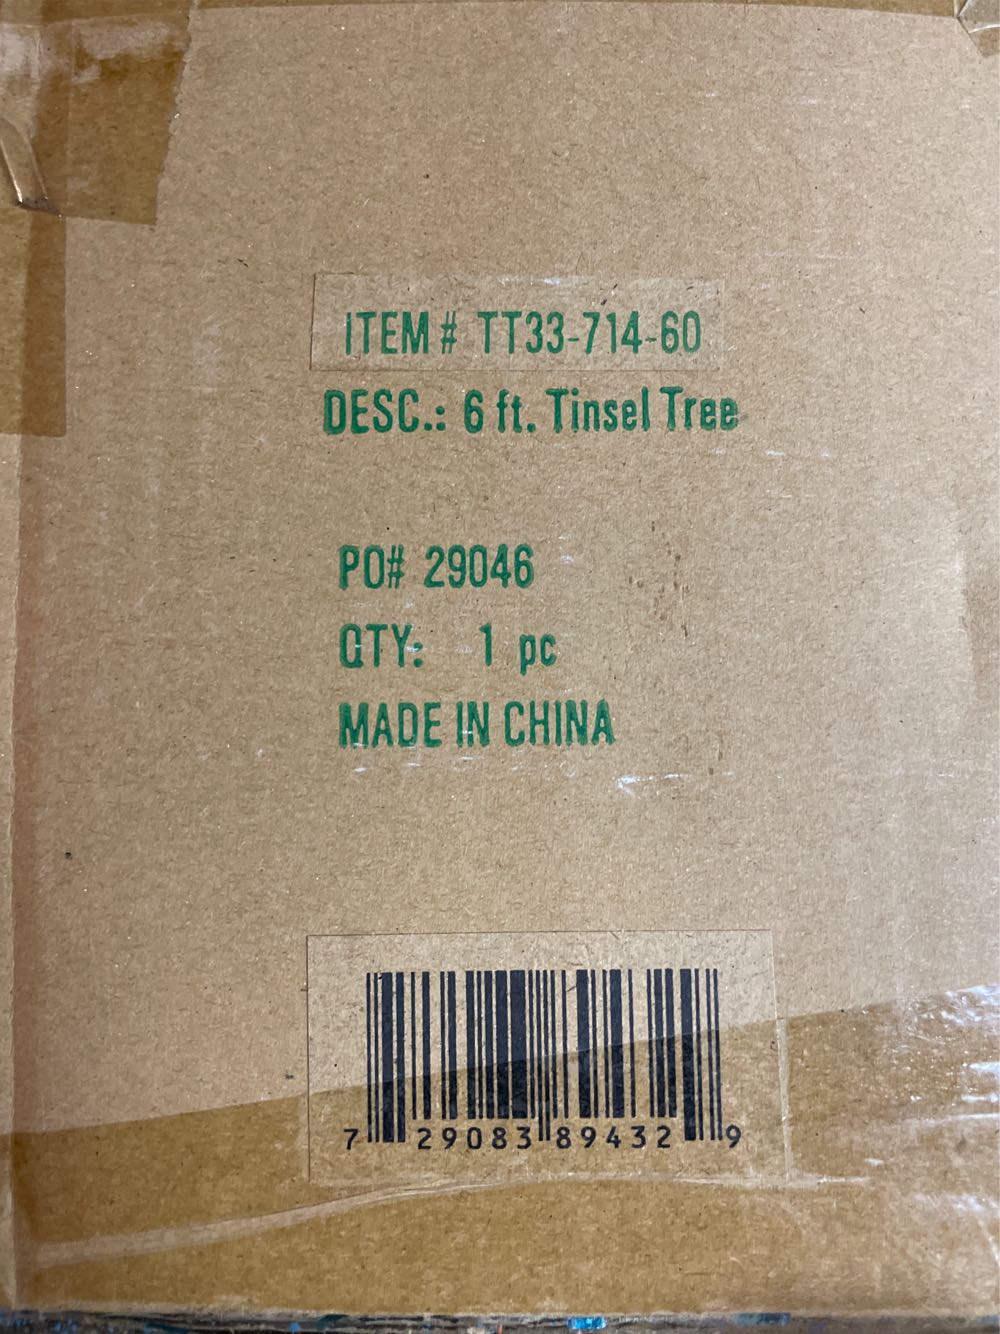 ITEM # TT33-714-60
DESC.: 6 ft. Tinsel Tree
PO# 29046
QTY: 1 pc
MADE IN CHINA
7 29083 89432 9